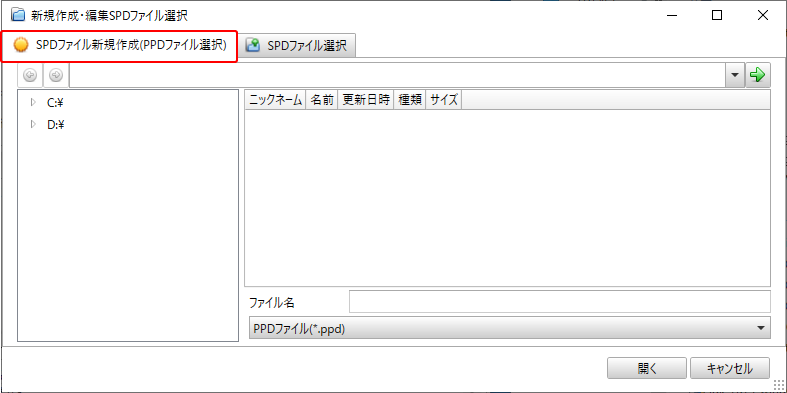 新規作成・編集SPDファイル選択
SPDファイル新規作成(PPDファイル選択) SPDファイル選択
C:¥
D:¥
ニックネーム 名前 更新日時 種類 サイズ
ファイル名
PPDファイル(*.ppd)
開く キャンセル